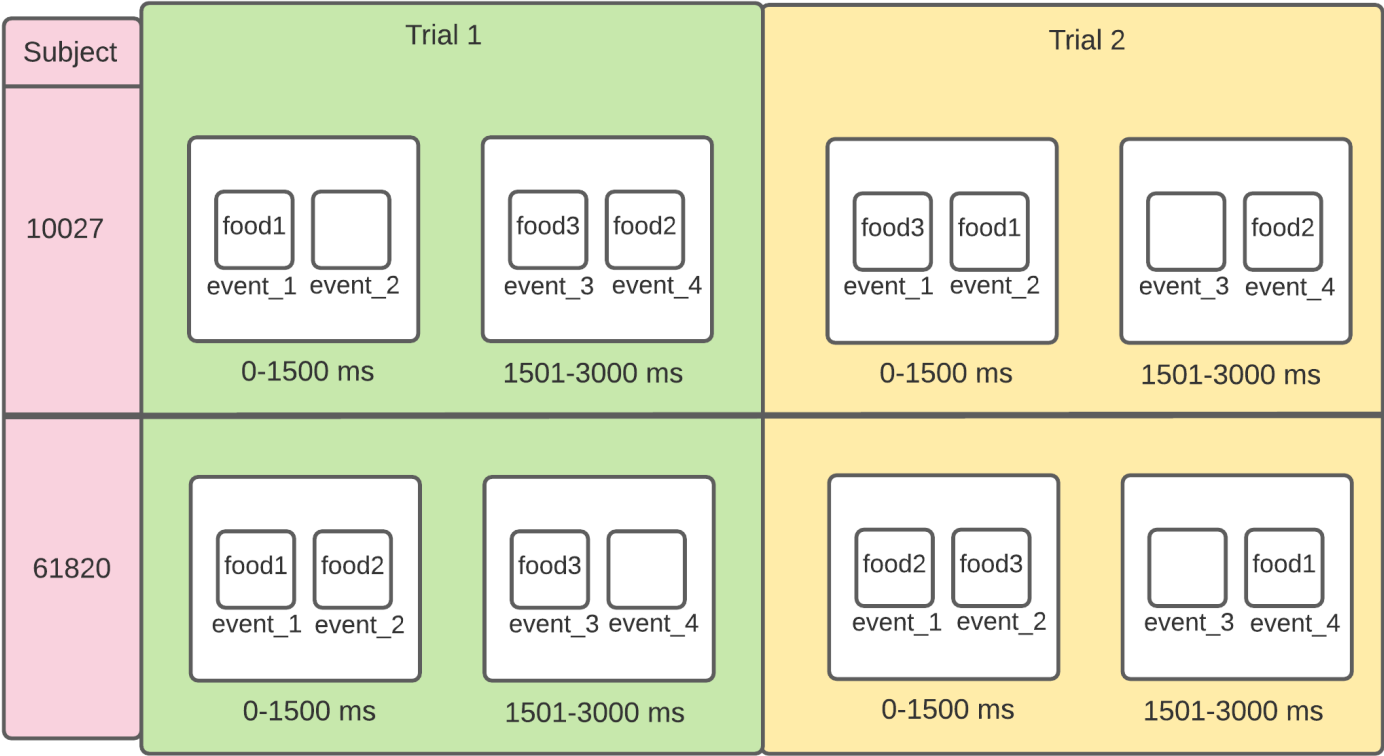 Subject
Trial 1
Trial 2
10027
food1
event_1 event_2
0-1500 ms
food3 food2
event_3 event_4
1501-3000 ms
food3 food1
event_1 event_2
0-1500 ms
food2
event_3 event_4
1501-3000 ms
61820
food1 food2
event_1 event_2
0-1500 ms
food3
event_3 event_4
1501-3000 ms
food2 food3
event_1 event_2
0-1500 ms
food1
event_3 event_4
1501-3000 ms